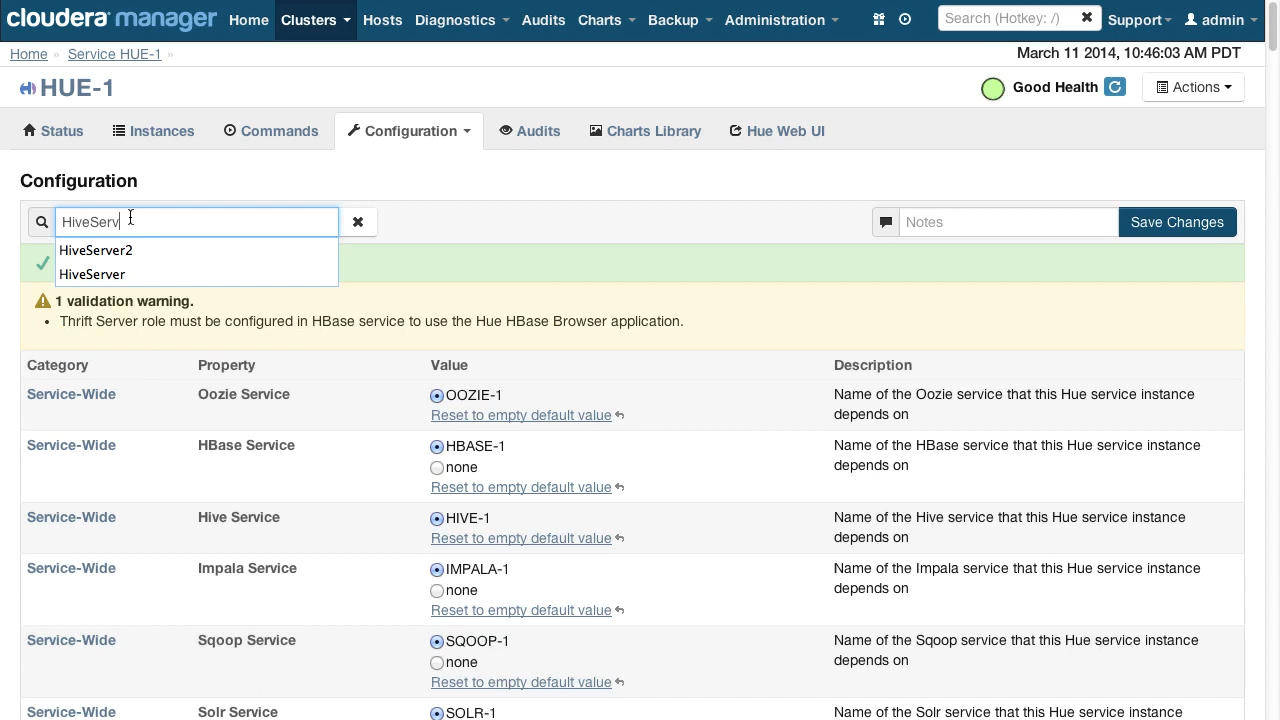 cloudera manager Home Clusters Hosts Diagnostics Audits Charts Backup Administration Search (Hotkey: /) Support admin
Home » Service HUE-1 » March 11 2014, 10:46:03 AM PDT
HUE-1 Good Health Actions
Status Instances Commands Configuration Audits Charts Library Hue Web UI
Configuration
HiveServ Notes Save Changes
HiveServer2
HiveServer
1 validation warning.
• Thrift Server role must be configured in HBase service to use the Hue HBase Browser application.
Category Property Value Description
Service-Wide Oozie Service OOZIE-1 Name of the Oozie service that this Hue service instance
Reset to empty default value depends on
Service-Wide HBase Service HBASE-1 Name of the HBase service that this Hue service instance
none depends on
Reset to empty default value
Service-Wide Hive Service HIVE-1 Name of the Hive service that this Hue service instance
Reset to empty default value depends on
Service-Wide Impala Service IMPALA-1 Name of the Impala service that this Hue service instance
none depends on
Reset to empty default value
Service-Wide Sqoop Service SQOOP-1 Name of the Sqoop service that this Hue service instance
none depends on
Reset to empty default value
Service-Wide Solr Service SOLR-1 Name of the Solr service that this Hue service instance